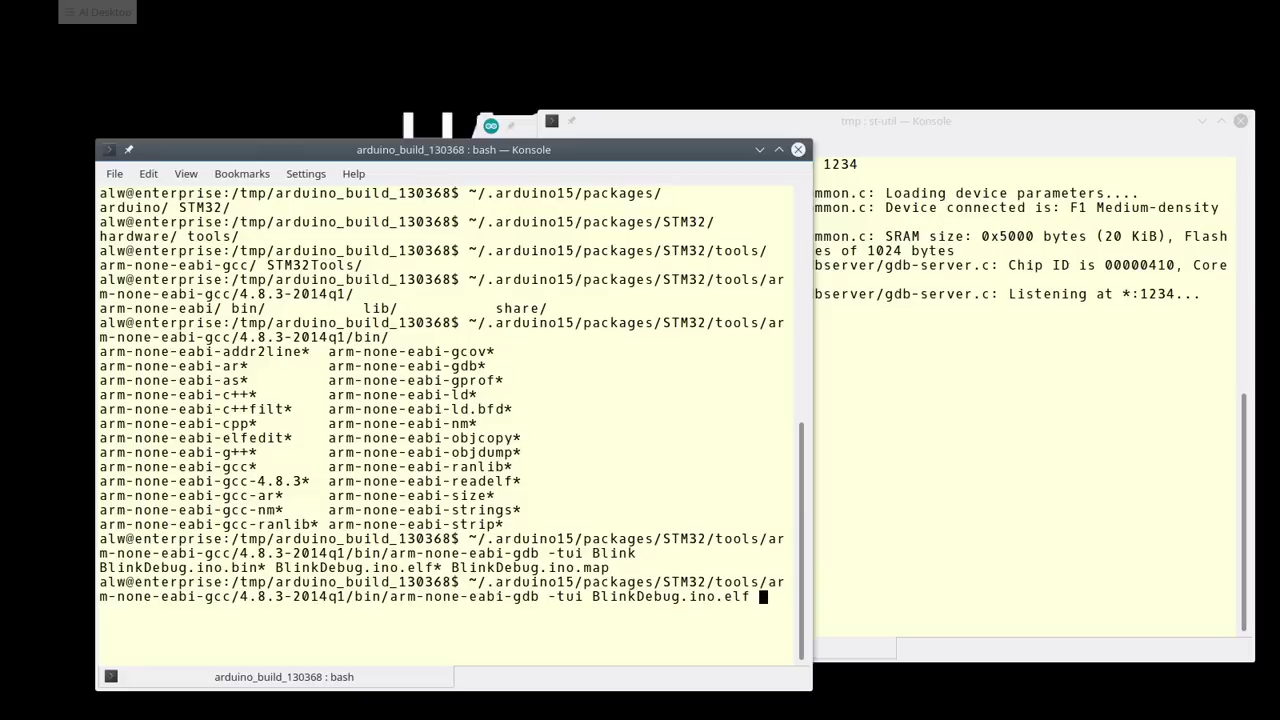 AI Desktop
tmp : st-util — Konsole
1234
mmon.c: Loading device parameters....
mmon.c: Device connected is: F1 Medium-density
mmon.c: SRAM size: 0x5000 bytes (20 KiB), Flash
es of 1024 bytes
bserver/gdb-server.c: Chip ID is 00000410, Core
bserver/gdb-server.c: Listening at *:1234...
arduino_build_130368 : bash — Konsole
File Edit View Bookmarks Settings Help
alw@enterprise:/tmp/arduino_build_130368$ ~/.arduino15/packages/
arduino/ STM32/
alw@enterprise:/tmp/arduino_build_130368$ ~/.arduino15/packages/STM32/
hardware/ tools/
alw@enterprise:/tmp/arduino_build_130368$ ~/.arduino15/packages/STM32/tools/
arm-none-eabi-gcc/ STM32Tools/
alw@enterprise:/tmp/arduino_build_130368$ ~/.arduino15/packages/STM32/tools/ar
m-none-eabi-gcc/4.8.3-2014q1/
arm-none-eabi/ bin/ lib/ share/
alw@enterprise:/tmp/arduino_build_130368$ ~/.arduino15/packages/STM32/tools/ar
m-none-eabi-gcc/4.8.3-2014q1/bin/
arm-none-eabi-addr2line* arm-none-eabi-gcov*
arm-none-eabi-ar* arm-none-eabi-gdb*
arm-none-eabi-as* arm-none-eabi-gprof*
arm-none-eabi-c++* arm-none-eabi-ld*
arm-none-eabi-c++filt* arm-none-eabi-ld.bfd*
arm-none-eabi-cpp* arm-none-eabi-nm*
arm-none-eabi-elfedit* arm-none-eabi-objcopy*
arm-none-eabi-g++* arm-none-eabi-objdump*
arm-none-eabi-gcc* arm-none-eabi-ranlib*
arm-none-eabi-gcc-4.8.3* arm-none-eabi-readelf*
arm-none-eabi-gcc-ar* arm-none-eabi-size*
arm-none-eabi-gcc-nm* arm-none-eabi-strings*
arm-none-eabi-gcc-ranlib* arm-none-eabi-strip*
alw@enterprise:/tmp/arduino_build_130368$ ~/.arduino15/packages/STM32/tools/ar
m-none-eabi-gcc/4.8.3-2014q1/bin/arm-none-eabi-gdb -tui Blink
BlinkDebug.ino.bin* BlinkDebug.ino.elf* BlinkDebug.ino.map
alw@enterprise:/tmp/arduino_build_130368$ ~/.arduino15/packages/STM32/tools/ar
m-none-eabi-gcc/4.8.3-2014q1/bin/arm-none-eabi-gdb -tui BlinkDebug.ino.elf
arduino_build_130368 : bash